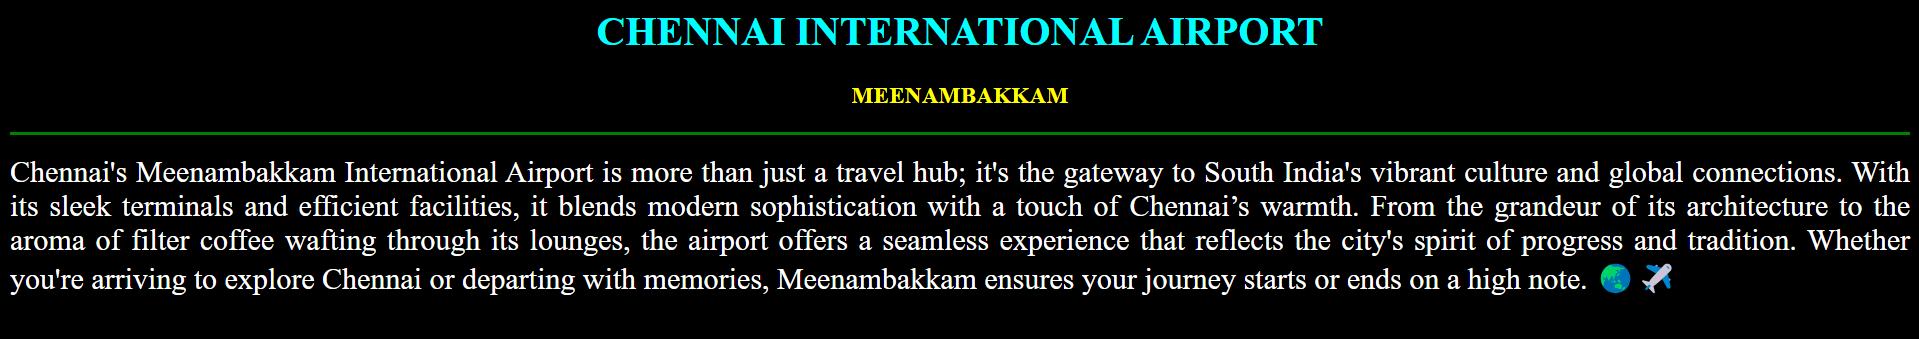 CHENNAI INTERNATIONAL AIRPORT
MEENAMBAKKAM
Chennai's Meenambakkam International Airport is more than just a travel hub; it's the gateway to South India's vibrant culture and global connections. With
its sleek terminals and efficient facilities, it blends modern sophistication with a touch of Chennai’s warmth. From the grandeur of its architecture to the
aroma of filter coffee wafting through its lounges, the airport offers a seamless experience that reflects the city's spirit of progress and tradition. Whether
you're arriving to explore Chennai or departing with memories, Meenambakkam ensures your journey starts or ends on a high note. 🌏 ✈️